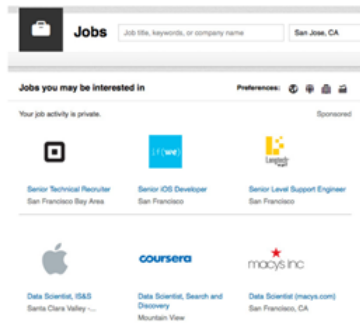 Jobs
Job title, keywords, or company name
San Jose, CA
Jobs you may be interested in
Preferences:
Your job activity is private.
Sponsored
if(we)
Senior Technical Recruiter
Senior iOS Developer
Senior Level Support Engineer
San Francisco Bay Area
San Francisco
San Francisco
coursera
macys inc
Data Scientist, IS&S
Data Scientist, Search and
Data Scientist (macys.com)
Santa Clara Valley -...
Discovery
San Francisco, CA
Mountain View